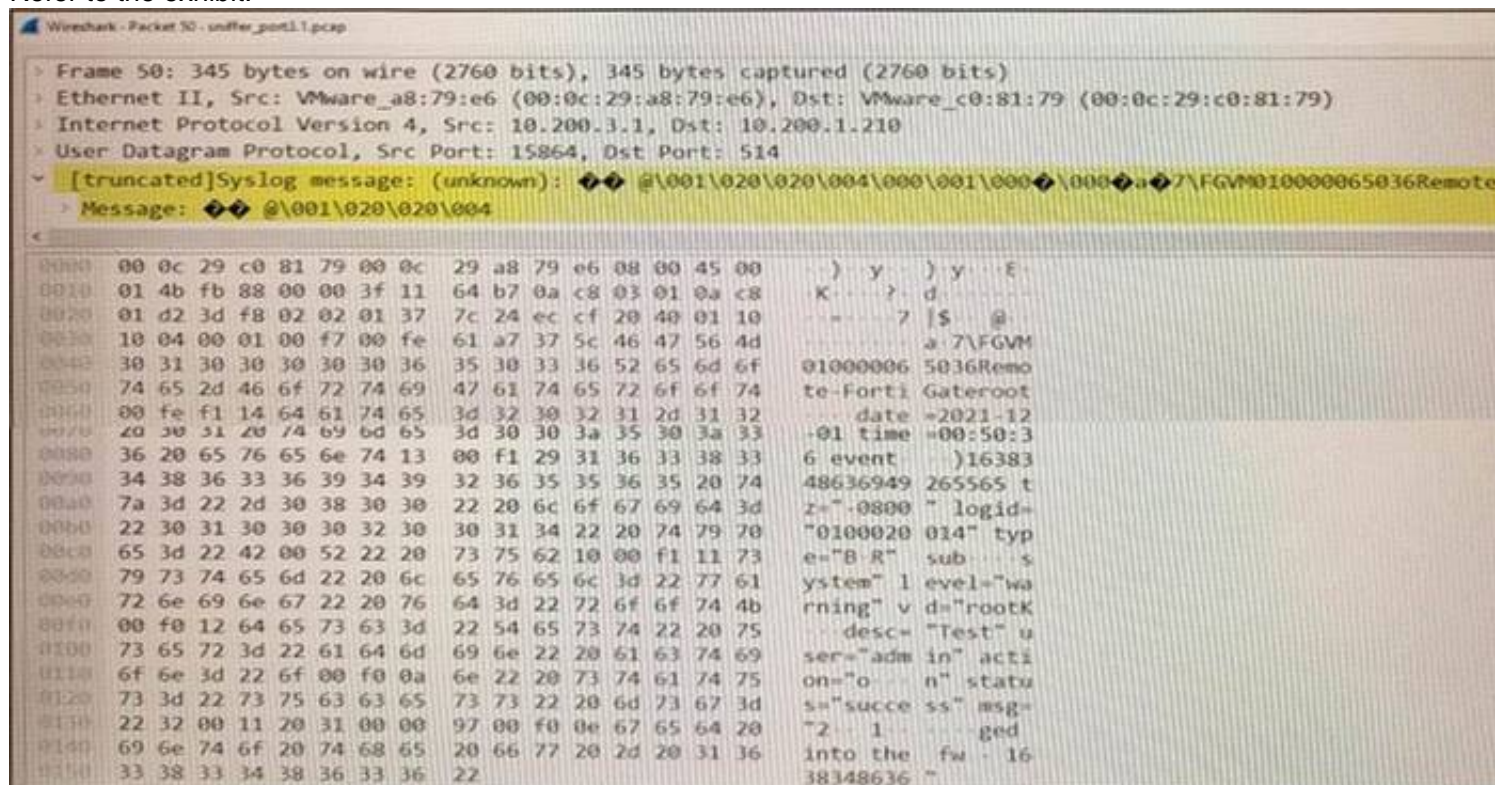 Wireshark - Packet 50 - sniffer_port3.1.pcap
> Frame 50: 345 bytes on wire (2760 bits), 345 bytes captured (2760 bits)
> Ethernet II, Src: VMware_a8:79:e6 (00:0c:29:a8:79:e6), Dst: VMware_c0:81:79 (00:0c:29:c0:81:79)
> Internet Protocol Version 4, Src: 10.200.3.1, Dst: 10.200.1.210
> User Datagram Protocol, Src Port: 15864, Dst Port: 514
[truncated]Syslog message: (unknown): �� @\001\020\020\004\000\001\000�\000�a�7\FGVM010000065036Remote
> Message: �� @\001\020\020\004
0000 00 0c 29 c0 81 79 00 0c 29 a8 79 e6 08 00 45 00 ··)··y··)·y···E·
0010 01 4b fb 88 00 00 3f 11 64 b7 0a c8 03 01 0a c8 ·K····?·d·······
0020 01 d2 3d f8 02 02 01 37 7c 24 ec cf 20 40 01 10 ··=····7|$·· @··
0030 10 04 00 01 00 f7 00 fe 61 a7 37 5c 46 47 56 4d ········a·7\FGVM
0040 30 31 30 30 30 30 30 36 35 30 33 36 52 65 6d 6f 01000006 5036Remo
0050 74 65 2d 46 6f 72 74 69 47 61 74 65 72 6f 6f 74 te-Forti Gateroot
0060 00 fe f1 14 64 61 74 65 3d 32 30 32 31 2d 31 32 ····date =2021-12
0070 2d 30 31 20 74 69 6d 65 3d 30 30 3a 35 30 3a 33 -01 time =00:50:3
0080 36 20 65 76 65 6e 74 13 00 f1 29 31 36 33 38 33 6 event· ··)16383
0090 34 38 36 33 36 39 34 39 32 36 35 35 36 35 20 74 48636949 265565 t
00a0 7a 3d 22 2d 30 38 30 30 22 20 6c 6f 67 69 64 3d z="-0800 " logid=
00b0 22 30 31 30 30 30 32 30 30 31 34 22 20 74 79 70 "0100020 014" typ
00c0 65 3d 22 42 00 52 22 20 73 75 62 10 00 f1 11 73 e="B·R" sub····s
00d0 79 73 74 65 6d 22 20 6c 65 76 65 6c 3d 22 77 61 ystem" l evel="wa
00e0 72 6e 69 6e 67 22 20 76 64 3d 22 72 6f 6f 74 4b rning" v d="rootK
00f0 00 f0 12 64 65 73 63 3d 22 54 65 73 74 22 20 75 ···desc= "Test" u
0100 73 65 72 3d 22 61 64 6d 69 6e 22 20 61 63 74 69 ser="adm in" acti
0110 6f 6e 3d 22 6f 00 f0 0a 6e 22 20 73 74 61 74 75 on="o··· n" statu
0120 73 3d 22 73 75 63 63 65 73 73 22 20 6d 73 67 3d s="succe ss" msg=
0130 22 32 00 11 20 31 00 00 97 00 f0 0e 67 65 64 20 "2·· 1·· ····ged
0140 69 6e 74 6f 20 74 68 65 20 66 77 20 2d 20 31 36 into the fw - 16
0150 33 38 33 34 38 36 33 36 22 38348636 "